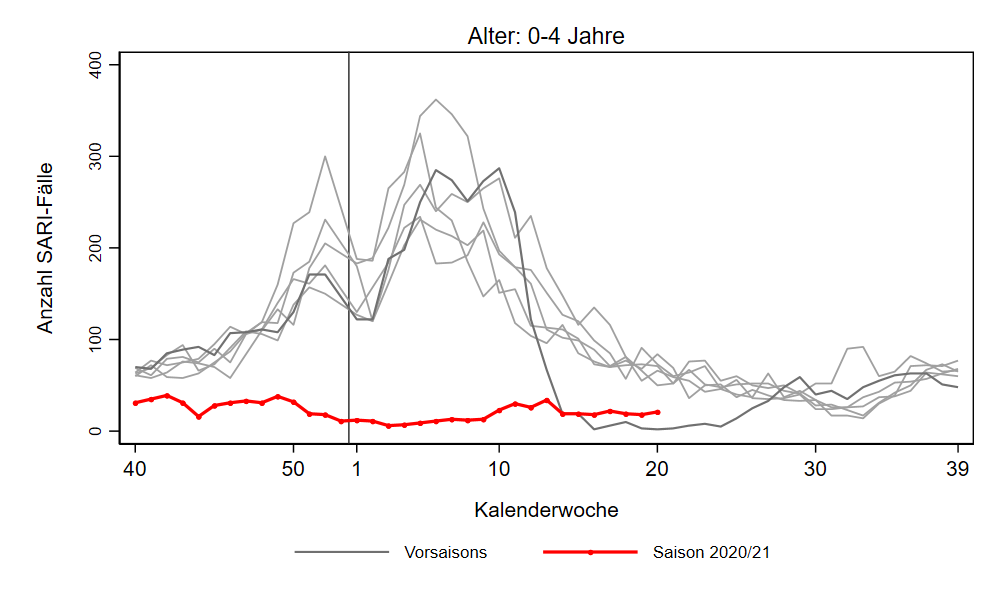 Alter: 0-4 Jahre
Anzahl SARI-Fälle
400
300
200
100
0
40 50 1 10 20 30 39
Kalenderwoche
Vorsaisons Saison 2020/21